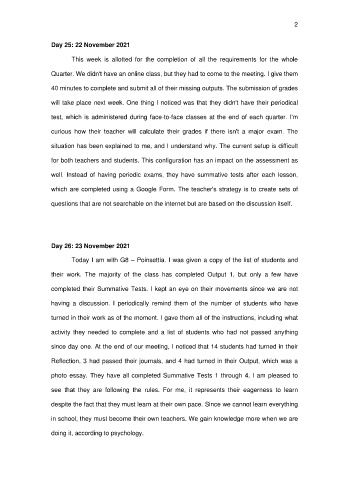 2
Day 25: 22 November 2021
This week is allotted for the completion of all the requirements for the whole
Quarter. We didn't have an online class, but they had to come to the meeting. I give them
40 minutes to complete and submit all of their missing outputs. The submission of grades
will take place next week. One thing I noticed was that they didn't have their periodical
test, which is administered during face-to-face classes at the end of each quarter. I'm
curious how their teacher will calculate their grades if there isn't a major exam. The
situation has been explained to me, and I understand why. The current setup is difficult
for both teachers and students. This configuration has an impact on the assessment as
well. Instead of having periodic exams, they have summative tests after each lesson,
which are completed using a Google Form. The teacher's strategy is to create sets of
questions that are not searchable on the internet but are based on the discussion itself.
Day 26: 23 November 2021
Today I am with G8 – Poinsettia. I was given a copy of the list of students and
their work. The majority of the class has completed Output 1, but only a few have
completed their Summative Tests. I kept an eye on their movements since we are not
having a discussion. I periodically remind them of the number of students who have
turned in their work as of the moment. I gave them all of the instructions, including what
activity they needed to complete and a list of students who had not passed anything
since day one. At the end of our meeting, I noticed that 14 students had turned in their
Reflection, 3 had passed their journals, and 4 had turned in their Output, which was a
photo essay. They have all completed Summative Tests 1 through 4. I am pleased to
see that they are following the rules. For me, it represents their eagerness to learn
despite the fact that they must learn at their own pace. Since we cannot learn everything
in school, they must become their own teachers. We gain knowledge more when we are
doing it, according to psychology.